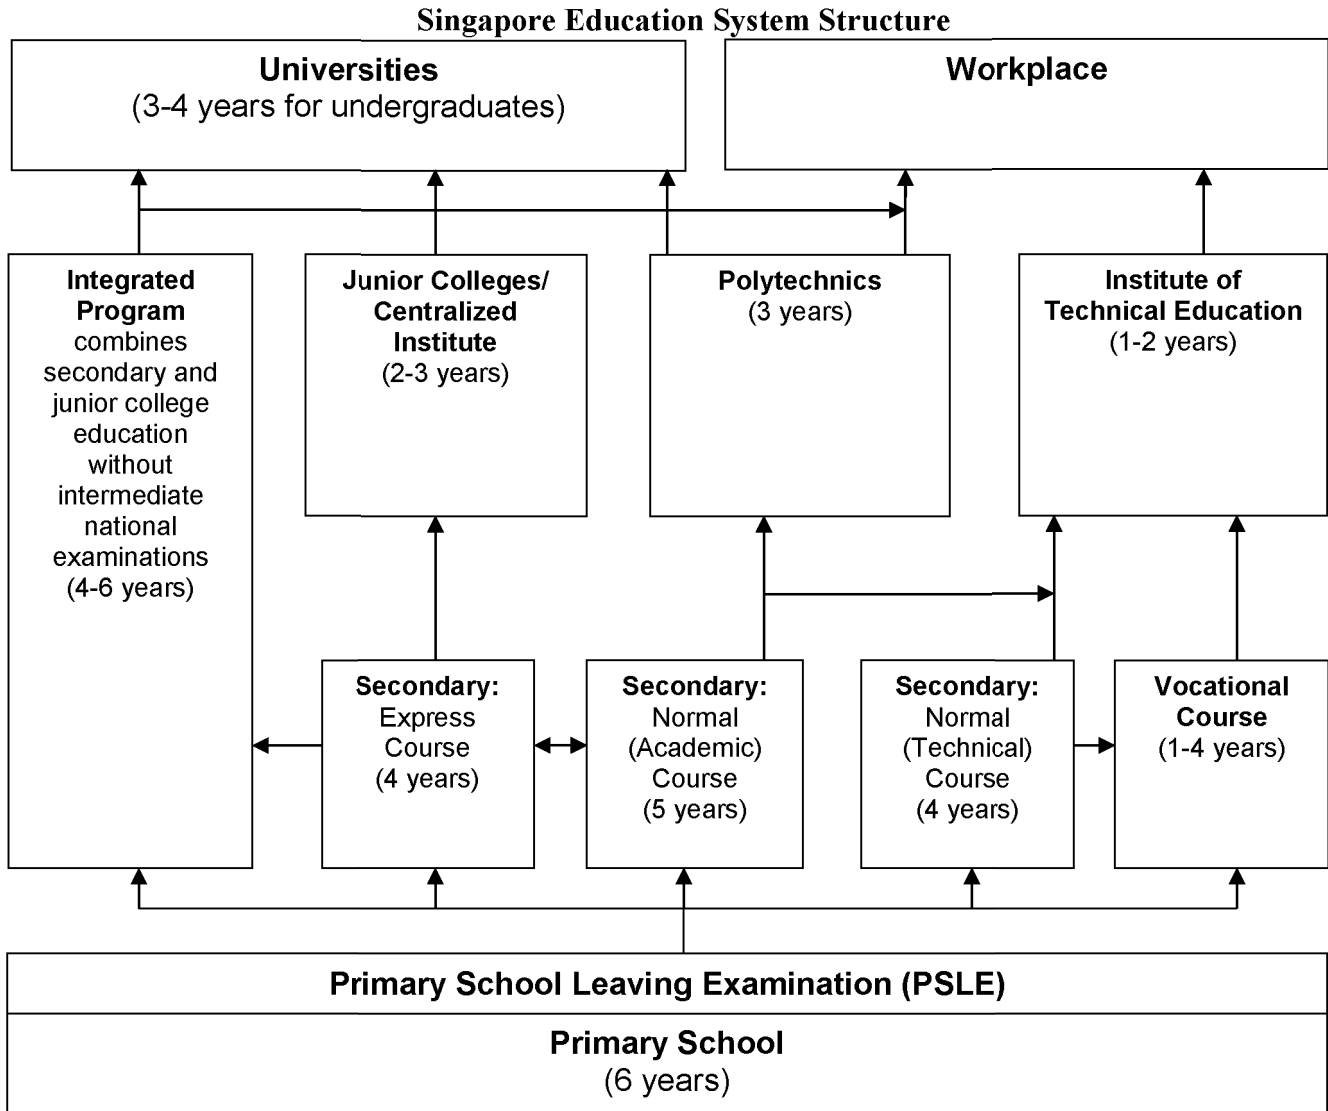 Singapore Education System Structure
Universities
(3-4 years for undergraduates)
Workplace
Integrated
Program
combines
secondary and
junior college
education
without
intermediate
national
examinations
(4-6 years)
Junior Colleges/
Centralized
Institute
(2-3 years)
Polytechnics
(3 years)
Institute of
Technical Education
(1-2 years)
Secondary:
Express
Course
(4 years)
Secondary:
Normal
(Academic)
Course
(5 years)
Secondary:
Normal
(Technical)
Course
(4 years)
Vocational
Course
(1-4 years)
Primary School Leaving Examination (PSLE)
Primary School
(6 years)